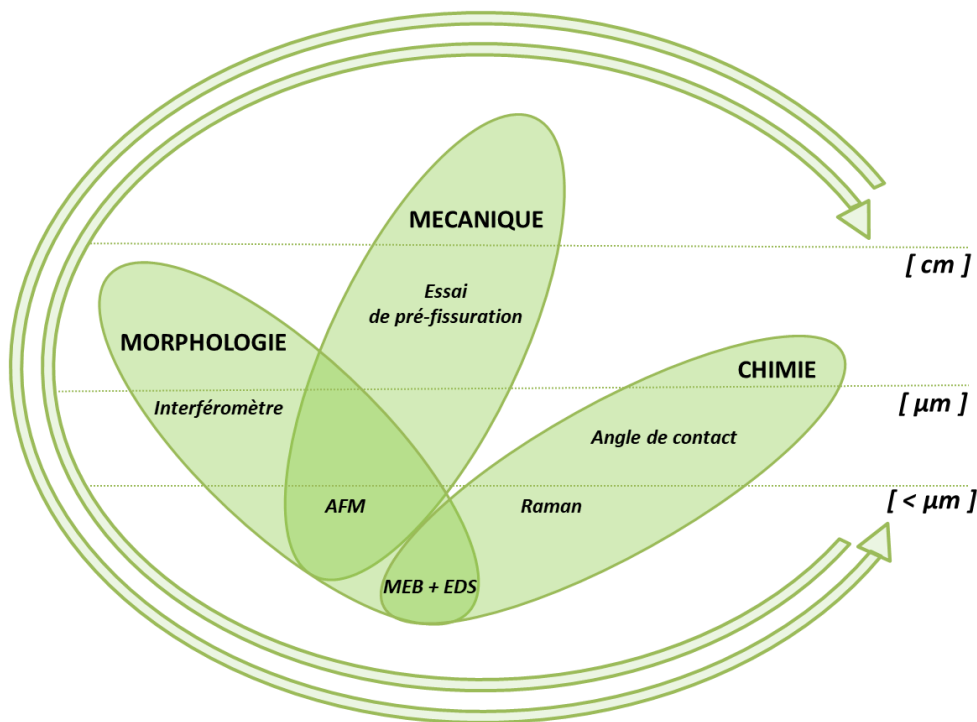 MECANIQUE
[ cm ]
Essai
de pré-fissuration
MORPHOLOGIE
CHIMIE
Interféromètre
[ µm ]
Angle de contact
AFM
Raman
[ < µm ]
MEB + EDS